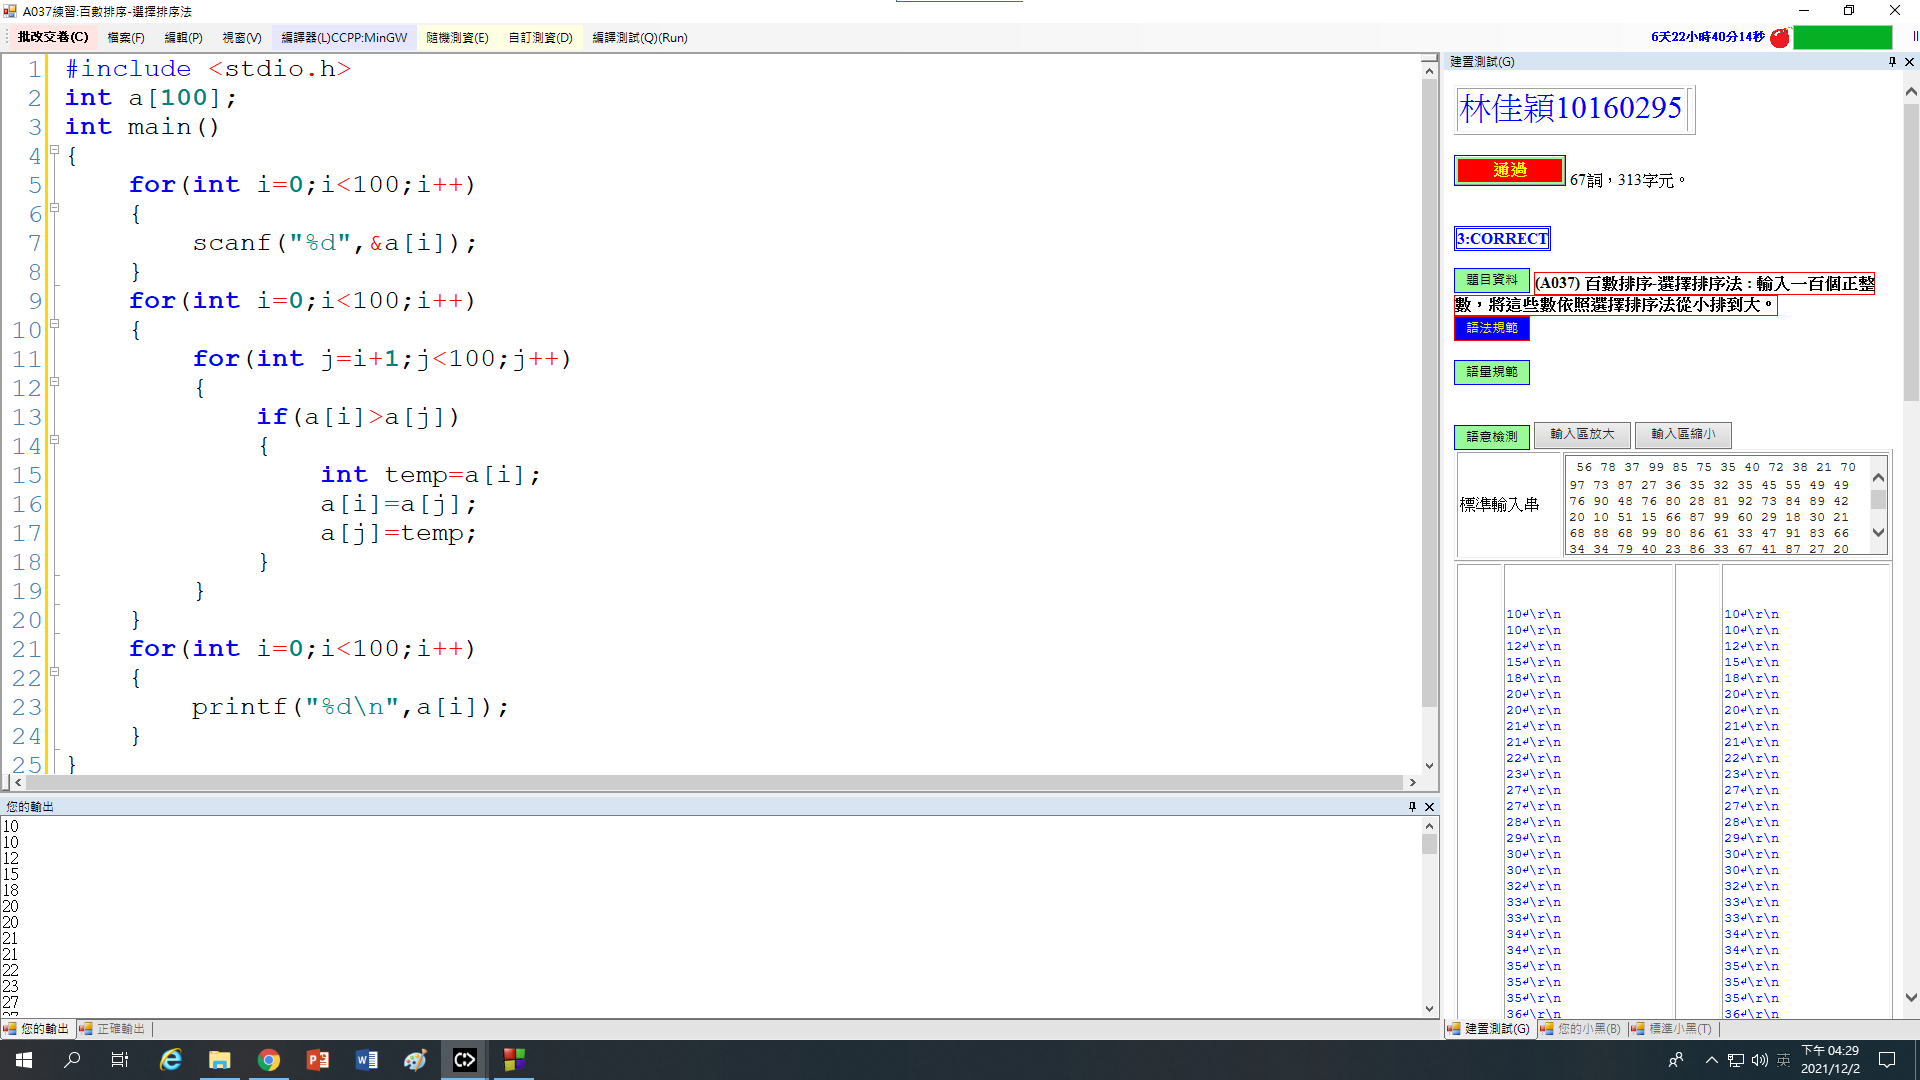 A037練習:百數排序-選擇排序法
批改交卷(C) 檔案(F) 編輯(P) 視窗(V) 編譯器(L)CCPP:MinGW 隨機測資(E) 自訂測資(D) 編譯測試(Q)(Run)
6天22小時40分14秒
1 #include <stdio.h>
2 int a[100];
3 int main()
4 {
5 for(int i=0;i<100;i++)
6 {
7 scanf("%d",&a[i]);
8 }
9 for(int i=0;i<100;i++)
10 {
11 for(int j=i+1;j<100;j++)
12 {
13 if(a[i]>a[j])
14 {
15 int temp=a[i];
16 a[i]=a[j];
17 a[j]=temp;
18 }
19 }
20 }
21 for(int i=0;i<100;i++)
22 {
23 printf("%d\n",a[i]);
24 }
25 }
您的輸出
10
10
12
15
18
20
20
21
21
22
23
27
您的輸出 正確輸出
建置測試(G)
林佳穎10160295
通過 67詞，313字元。
3:CORRECT
題目資料 (A037) 百數排序-選擇排序法：輸入一百個正整
數，將這些數依照選擇排序法從小排到大。
語法規範
語量規範
語意檢測 輸入區放大 輸入區縮小
標準輸入串
56 78 37 99 85 75 35 40 72 38 21 70
97 73 87 27 36 35 32 35 45 55 49 49
76 90 48 76 80 28 81 92 73 84 89 42
20 10 51 15 66 87 99 60 29 18 30 21
68 88 68 99 80 86 61 33 47 91 83 66
34 34 79 40 23 86 33 67 41 87 27 20
10↵\r\n 10↵\r\n
10↵\r\n 10↵\r\n
12↵\r\n 12↵\r\n
15↵\r\n 15↵\r\n
18↵\r\n 18↵\r\n
20↵\r\n 20↵\r\n
20↵\r\n 20↵\r\n
21↵\r\n 21↵\r\n
21↵\r\n 21↵\r\n
22↵\r\n 22↵\r\n
23↵\r\n 23↵\r\n
27↵\r\n 27↵\r\n
27↵\r\n 27↵\r\n
28↵\r\n 28↵\r\n
29↵\r\n 29↵\r\n
30↵\r\n 30↵\r\n
30↵\r\n 30↵\r\n
32↵\r\n 32↵\r\n
33↵\r\n 33↵\r\n
33↵\r\n 33↵\r\n
34↵\r\n 34↵\r\n
34↵\r\n 34↵\r\n
35↵\r\n 35↵\r\n
35↵\r\n 35↵\r\n
35↵\r\n 35↵\r\n
36↵\r\n 36↵\r\n
建置測試(G) 您的小黑(B) 標準小黑(T)
英
下午 04:29
2021/12/2